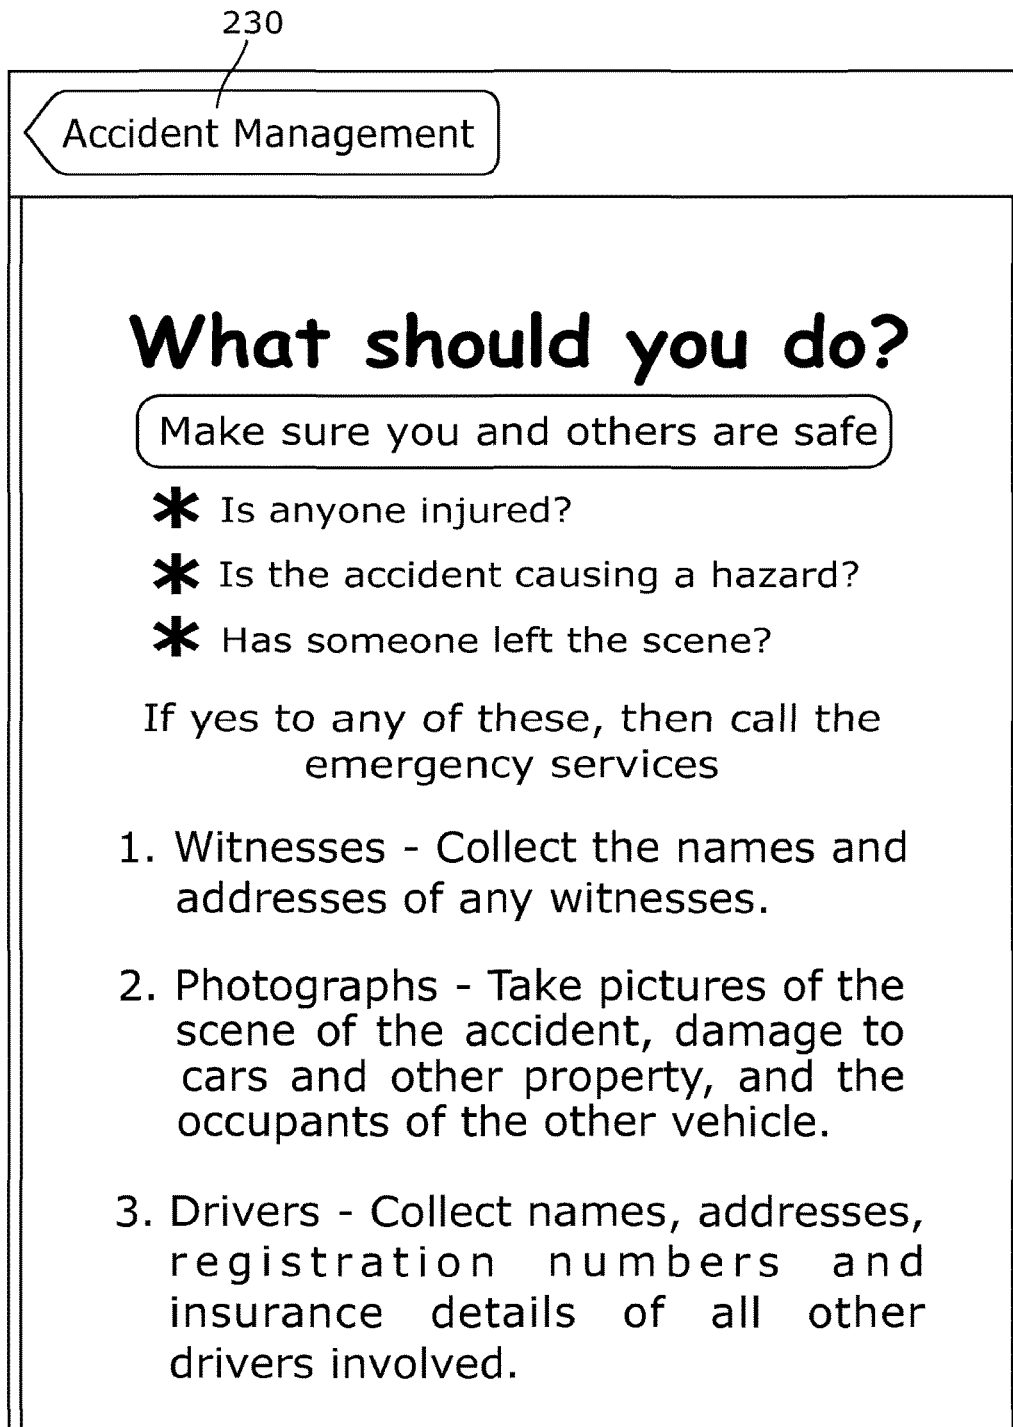 230
Accident Management
What should you do?
Make sure you and others are safe
* Is anyone injured?
* Is the accident causing a hazard?
* Has someone left the scene?
If yes to any of these, then call the
emergency services
1. Witnesses - Collect the names and
addresses of any witnesses.
2. Photographs - Take pictures of the
scene of the accident, damage to
cars and other property, and the
occupants of the other vehicle.
3. Drivers - Collect names, addresses,
registration numbers and
insurance details of all other
drivers involved.